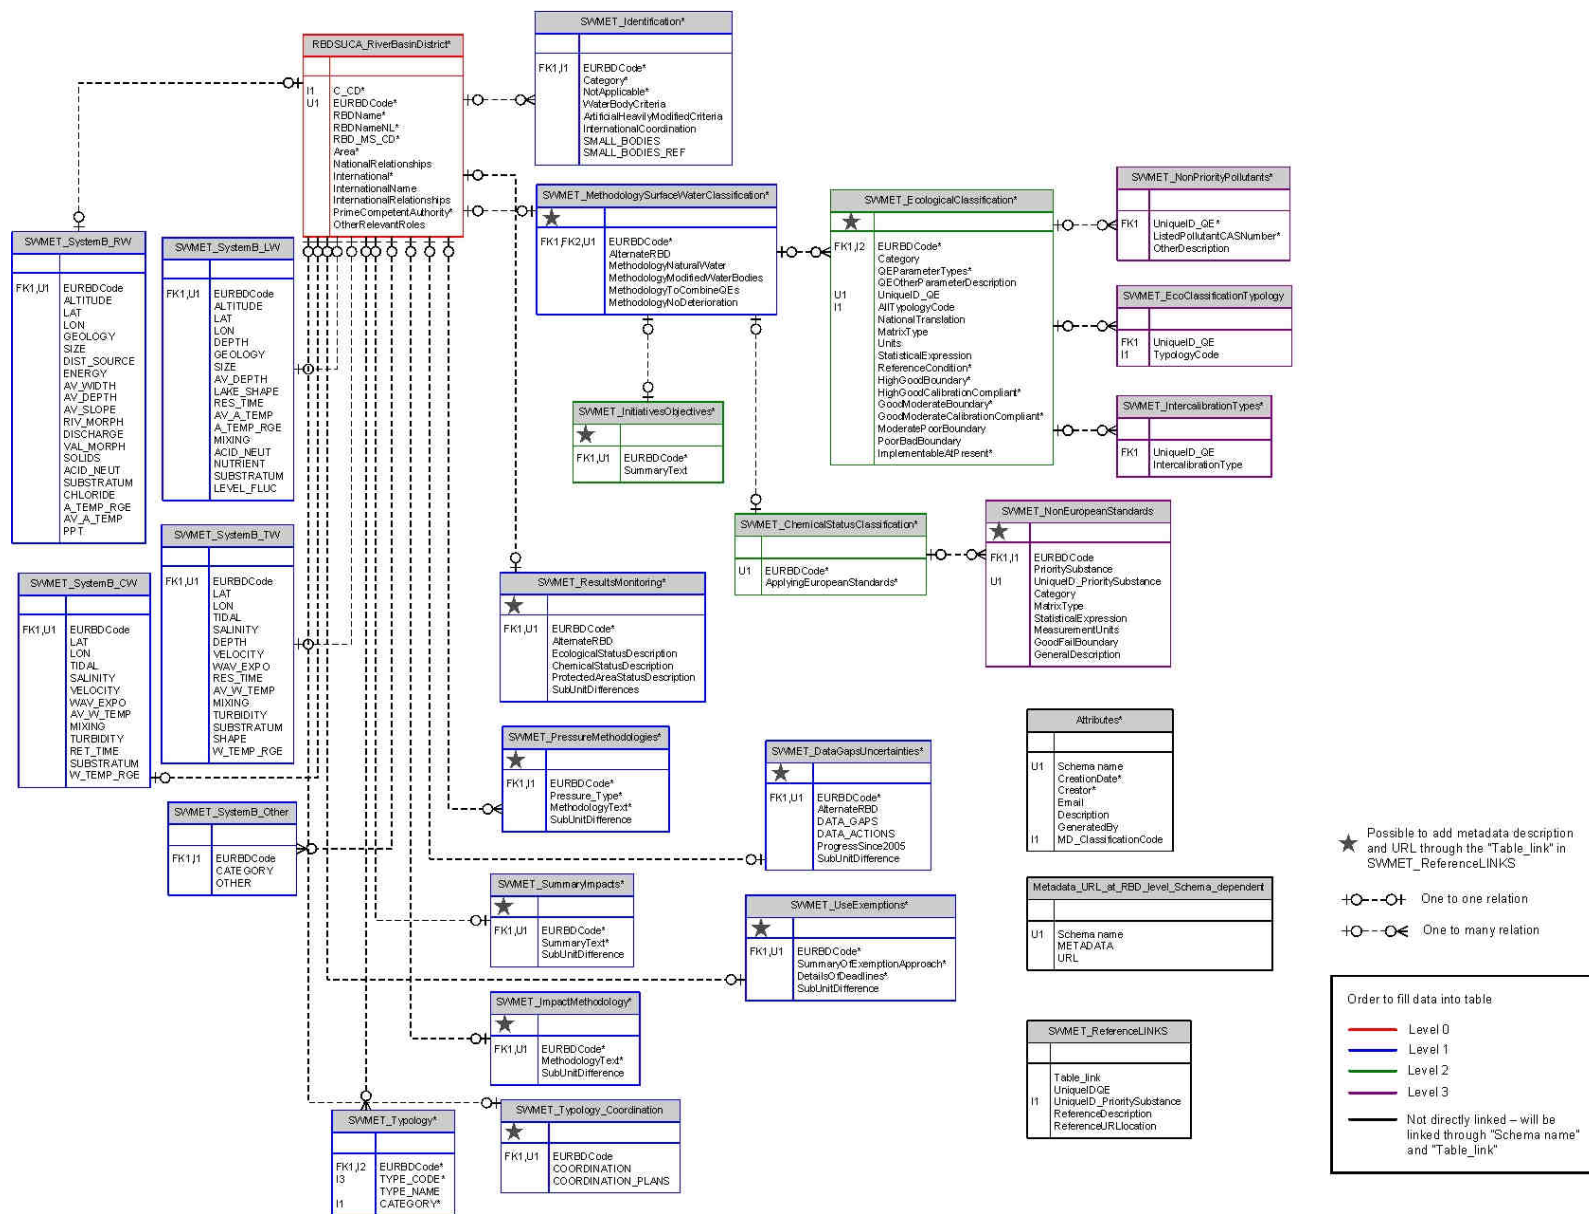 RBDSUCA_RiverBasinDistrict*
I1 C_CD*
U1 EURBDCode*
RBDName*
RBDNameNL*
RBD_MS_CD*
Area*
NationalRelationships
International*
InternationalName
InternationalRelationships
PrimeCompetentAuthority*
OtherRelevantRoles
SWMET_Identification*
FK1,I1 EURBDCode*
Category*
NotApplicable*
WaterBodyCriteria
ArtificialHeavilyModifiedCriteria
InternationalCoordination
SMALL_BODIES
SMALL_BODIES_REF
SWMET_MethodologySurfaceWaterClassification*
FK1,FK2,U1 EURBDCode*
AlternateRBD
MethodologyNaturalWater
MethodologyModifiedWaterBodies
MethodologyToCombineQEs
MethodologyNoDeterioration
SWMET_EcologicalClassification*
FK1,I2 EURBDCode*
Category
QEParameterTypes*
QEOtherParameterDescription
U1 UniqueID_QE
I1 AllTypologyCode
NationalTranslation
MatrixType
Units
StatisticalExpression
ReferenceCondition*
HighGoodBoundary*
HighGoodCalibrationCompliant*
GoodModerateBoundary*
GoodModerateCalibrationCompliant*
ModeratePoorBoundary
PoorBadBoundary
ImplementableAtPresent*
SWMET_NonPriorityPollutants*
FK1 UniqueID_QE*
ListedPollutantCASNumber*
OtherDescription
SWMET_EcoClassificationTypology
FK1 UniqueID_QE
I1 TypologyCode
SWMET_IntercalibrationTypes*
FK1 UniqueID_QE
IntercalibrationType
SWMET_SystemB_RW
FK1,U1 EURBDCode
ALTITUDE
LAT
LON
GEOLOGY
SIZE
DIST_SOURCE
ENERGY
AV_WIDTH
AV_DEPTH
AV_SLOPE
RIV_MORPH
DISCHARGE
VAL_MORPH
SOLIDS
ACID_NEUT
SUBSTRATUM
CHLORIDE
A_TEMP_RGE
AV_A_TEMP
PPT
SWMET_SystemB_LW
FK1,U1 EURBDCode
ALTITUDE
LAT
LON
DEPTH
GEOLOGY
SIZE
AV_DEPTH
LAKE_SHAPE
RES_TIME
AV_A_TEMP
A_TEMP_RGE
MIXING
ACID_NEUT
NUTRIENT
SUBSTRATUM
LEVEL_FLUC
SWMET_InitiativesObjectives*
FK1,U1 EURBDCode*
SummaryText
SWMET_ChemicalStatusClassification*
U1 EURBDCode*
ApplyingEuropeanStandards*
SWMET_NonEuropeanStandards
FK1,I1 EURBDCode
PrioritySubstance
U1 UniqueID_PrioritySubstance
Category
MatrixType
StatisticalExpression
MeasurementUnits
GoodFailBoundary
GeneralDescription
SWMET_SystemB_CW
FK1,U1 EURBDCode
LAT
LON
TIDAL
SALINITY
VELOCITY
WAV_EXPO
AV_W_TEMP
MIXING
TURBIDITY
RET_TIME
SUBSTRATUM
W_TEMP_RGE
SWMET_SystemB_TW
FK1,U1 EURBDCode
LAT
LON
TIDAL
SALINITY
DEPTH
VELOCITY
WAV_EXPO
RES_TIME
AV_W_TEMP
MIXING
TURBIDITY
SUBSTRATUM
SHAPE
W_TEMP_RGE
SWMET_ResultsMonitoring*
FK1,U1 EURBDCode*
AlternateRBD
EcologicalStatusDescription
ChemicalStatusDescription
ProtectedAreaStatusDescription
SubUnitDifferences
SWMET_PressureMethodologies*
FK1,I1 EURBDCode*
Pressure_Type*
MethodologyText*
SubUnitDifference
SWMET_DataGapsUncertainties*
FK1,U1 EURBDCode*
AlternateRBD
DATA_GAPS
DATA_ACTIONS
ProgressSince2005
SubUnitDifference
SWMET_SystemB_Other
FK1,I1 EURBDCode
CATEGORY
OTHER
SWMET_SummaryImpacts*
FK1,U1 EURBDCode*
SummaryText*
SubUnitDifference
SWMET_UseExemptions*
FK1,U1 EURBDCode*
SummaryOfExemptionApproach*
DetailsOfDeadlines*
SubUnitDifference
SWMET_ImpactMethodology*
FK1,U1 EURBDCode*
MethodologyText*
SubUnitDifference
SWMET_Typology*
FK1,I2 EURBDCode*
I3 TYPE_CODE*
TYPE_NAME
I1 CATEGORY*
SWMET_Typology_Coordination
FK1,U1 EURBDCode
COORDINATION
COORDINATION_PLANS
Attributes*
U1 Schema name
CreationDate*
Creator*
Email
Description
GeneratedBy
I1 MD_ClassificationCode
Metadata_URL_at_RBD_level_Schema_dependent
U1 Schema name
METADATA
URL
SWMET_ReferenceLINKS
Table_link
UniqueIDQE
I1 UniqueID_PrioritySubstance
ReferenceDescription
ReferenceURLlocation
Possible to add metadata description
and URL through the "Table_link" in
SWMET_ReferenceLINKS
One to one relation
One to many relation
Order to fill data into table
Level 0
Level 1
Level 2
Level 3
Not directly linked – will be
linked through "Schema name"
and "Table_link"